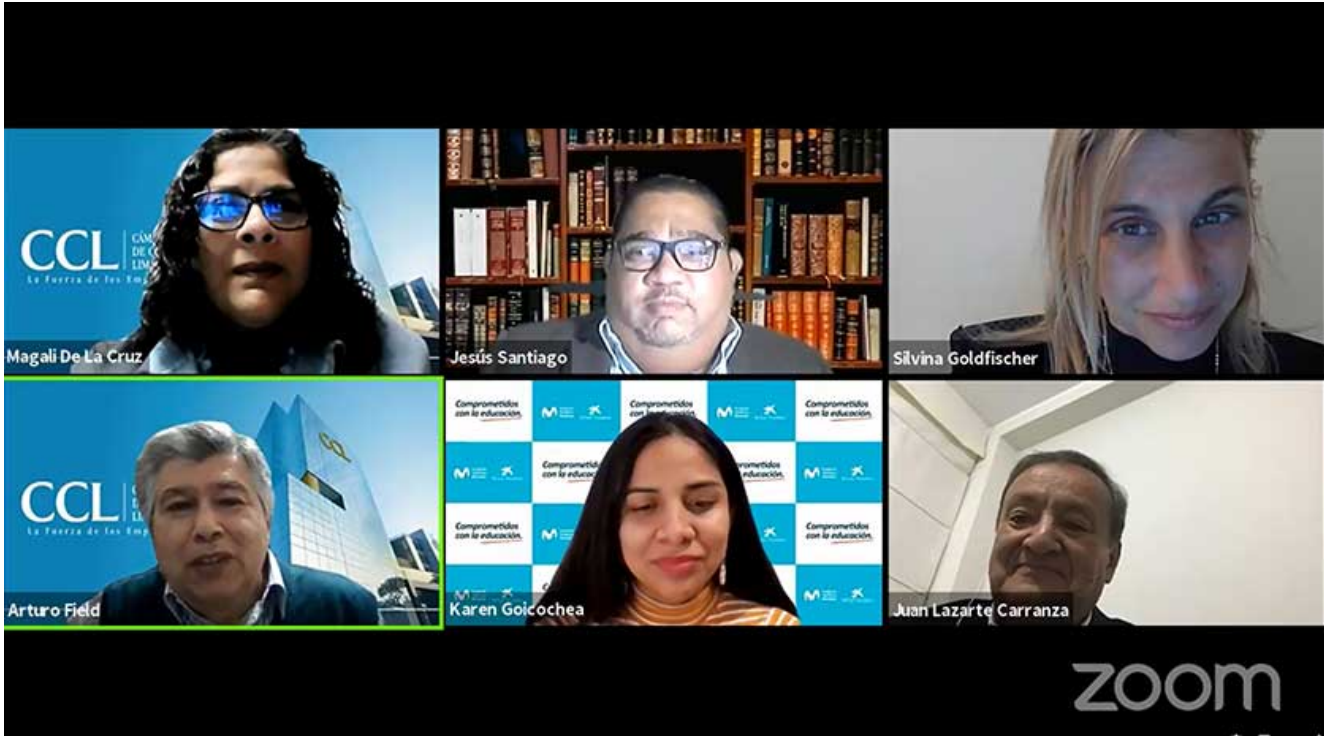 CCL
La Fuerza de los Emp
Magali De La Cruz
Jesús Santiago
Silvina Goldfischer
CCL
La Fuerza de los Emp
CCL
Arturo Field
Comprometidos
con la educación.
Comprometidos
Comprometidos
con la educación.
Comprometidos
con la educación.
Comprometidos
con la educación.
Comprometidos
con la educación.
Comprometidos
con la educación.
Karen Goicochea
Juan Lazarte Carranza
zoom